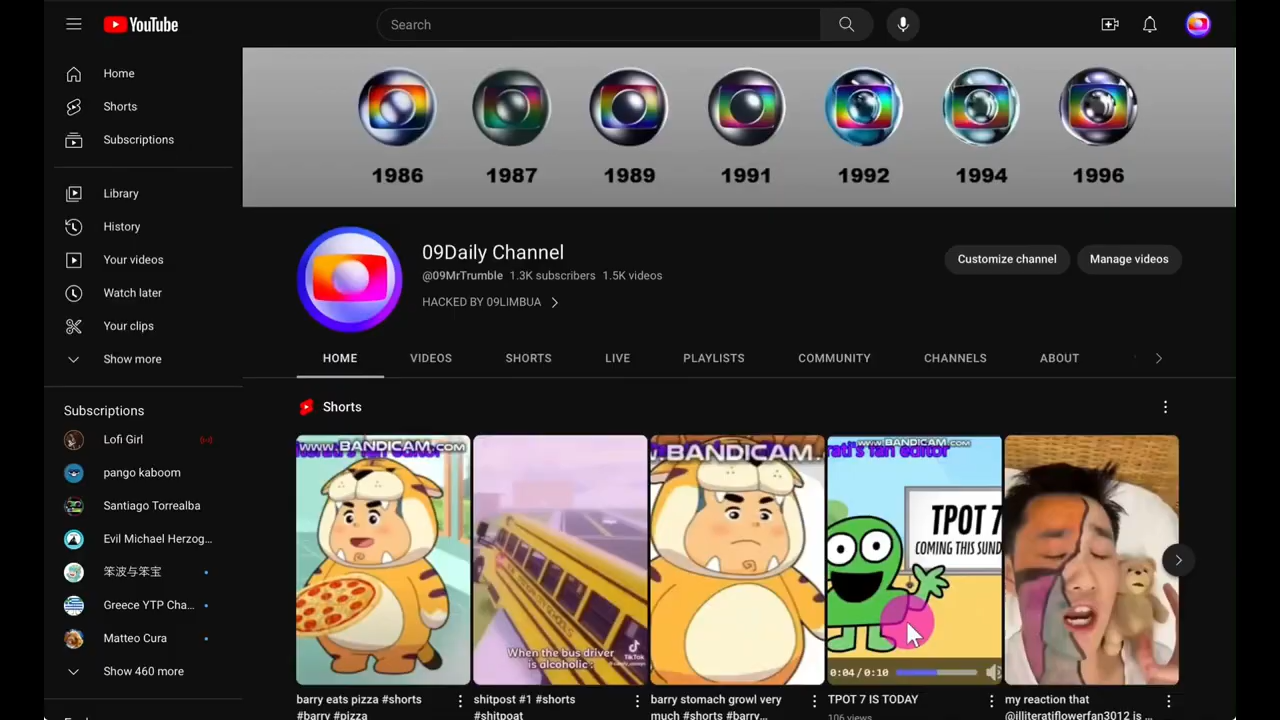 YouTube
Search
Home
Shorts
Subscriptions
Library
History
Your videos
Watch later
Your clips
Show more
Subscriptions
Lofi Girl
pango kaboom
Santiago Torrealba
Evil Michael Herzog...
笨波与笨宝
Greece YTP Cha...
Matteo Cura
Show 460 more
1986 1987 1989 1991 1992 1994 1996
09Daily Channel
@09MrTrumble 1.3K subscribers 1.5K videos
HACKED BY 09LIMBUA
Customize channel
Manage videos
HOME VIDEOS SHORTS LIVE PLAYLISTS COMMUNITY CHANNELS ABOUT
Shorts
www.BANDICAM.COM
barry eats pizza #shorts
#barry #pizza
When the bus driver
is alcoholic :
TikTok
shitpost #1 #shorts
#shitpoat
.BANDICAM.
barry stomach growl very
much #shorts #barry...
www.BANDICAM.COM
rati's fan editor
TPOT 7
COMING THIS SUND
0:04/0:10
TPOT 7 IS TODAY
106 views
my reaction that
@illiteratiflowerfan3012 is ...